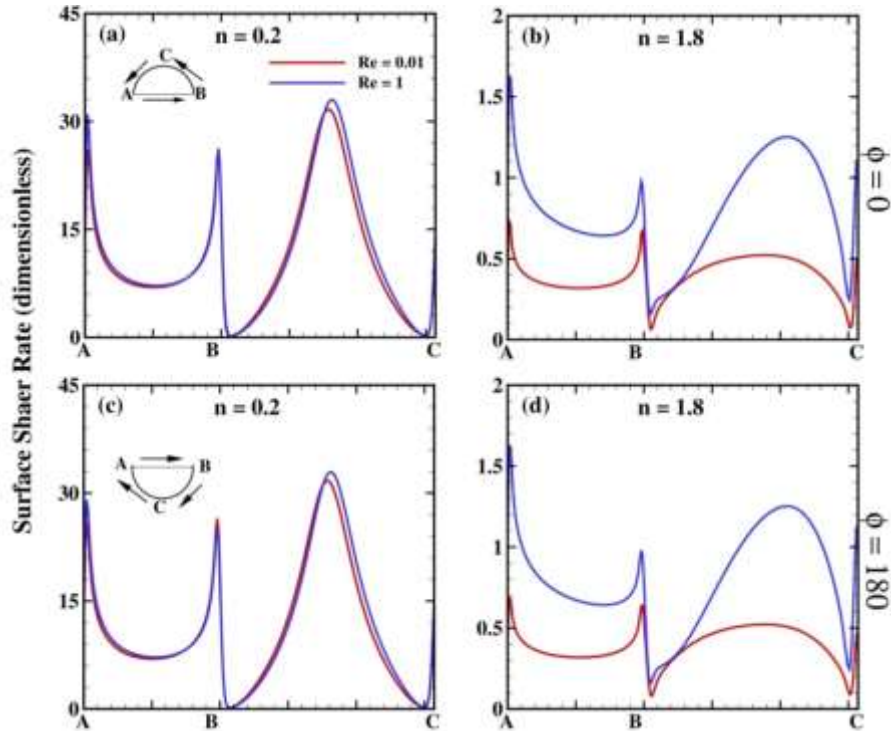 Surface Shaer Rate (dimensionless)
45
30
15
0
(a)
n = 0.2
C
A
B
Re = 0.01
Re = 1
A
B
C
2
1.5
1
0.5
0
(b)
n = 1.8
A
B
C
ϕ = 0
45
30
15
0
(c)
n = 0.2
A
B
C
A
B
C
2
1.5
1
0.5
0
(d)
n = 1.8
A
B
C
ϕ = 180